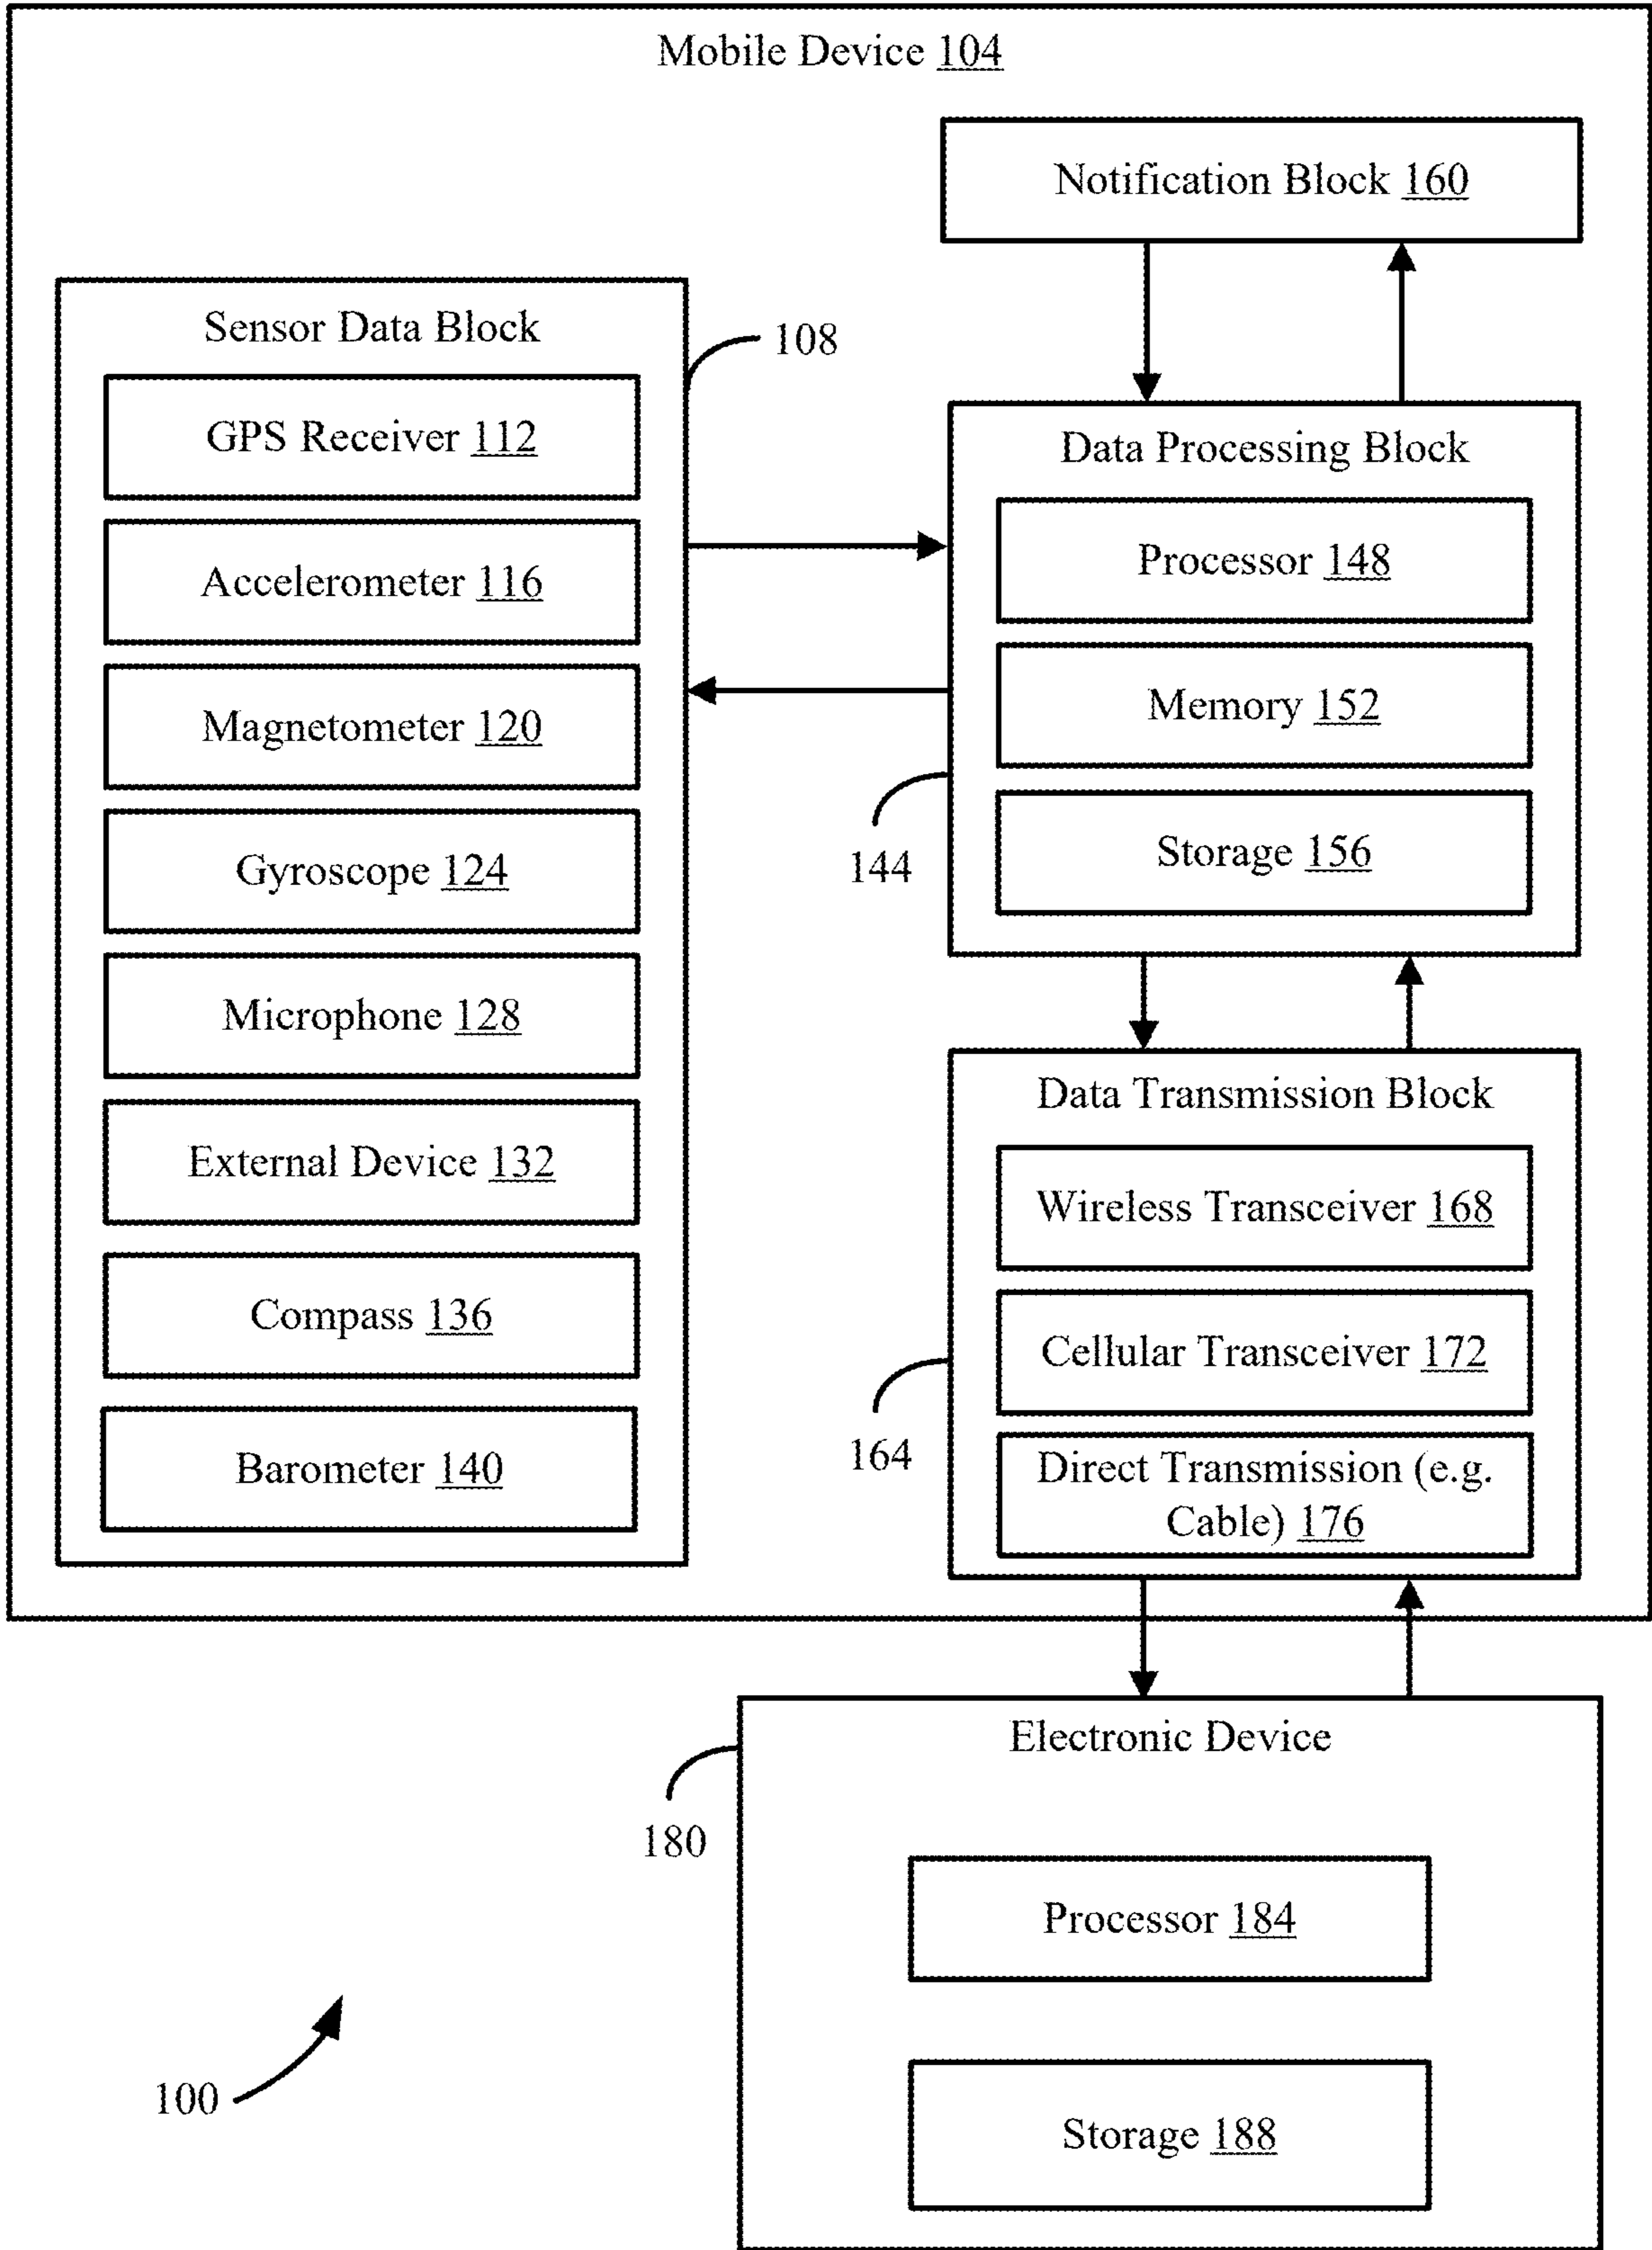 Mobile Device 104
Notification Block 160
Sensor Data Block
108
GPS Receiver 112
Accelerometer 116
Magnetometer 120
Gyroscope 124
Microphone 128
External Device 132
Compass 136
Barometer 140
Data Processing Block
Processor 148
Memory 152
Storage 156
144
Data Transmission Block
Wireless Transceiver 168
Cellular Transceiver 172
Direct Transmission (e.g.
Cable) 176
164
Electronic Device
180
Processor 184
Storage 188
100